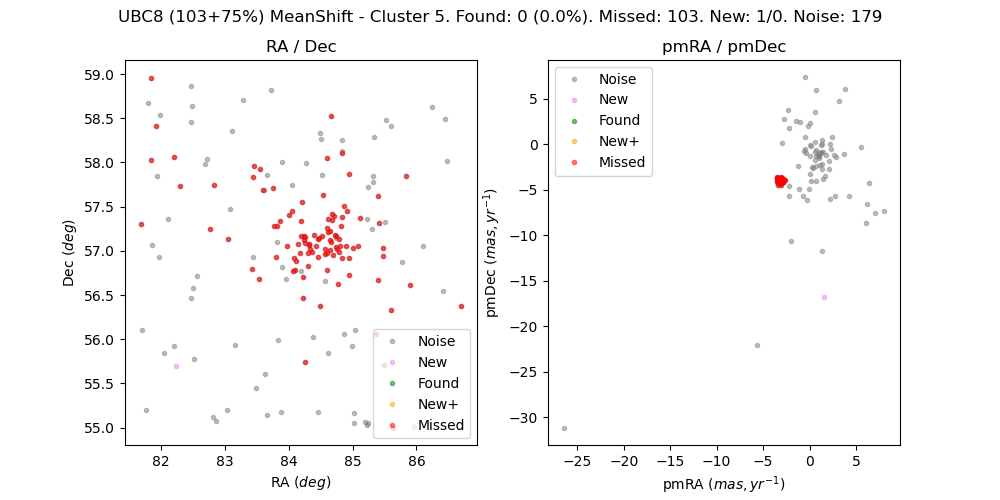 UBC8 (103+75%) MeanShift - Cluster 5. Found: 0 (0.0%). Missed: 103. New: 1/0. Noise: 179
RA / Dec
pmRA / pmDec
59.0
58.5
58.0
57.5
57.0
56.5
56.0
55.5
55.0
Dec (deg)
82 83 84 85 86
RA (deg)
Noise
New
Found
New+
Missed
5
0
−5
−10
−15
−20
−25
−30
pmDec (mas, yr⁻¹)
−25 −20 −15 −10 −5 0 5
pmRA (mas, yr⁻¹)
Noise
New
Found
New+
Missed